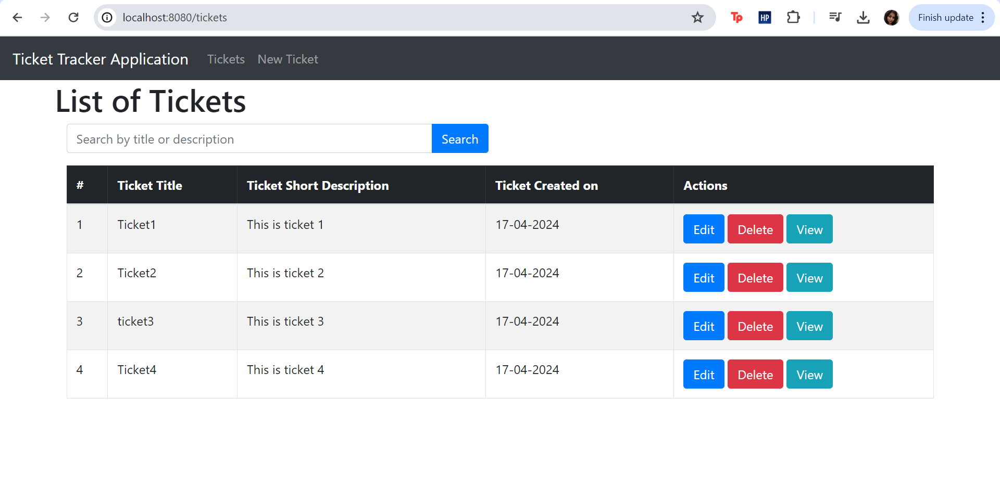 localhost:8080/tickets Tp HP Finish update
Ticket Tracker Application Tickets New Ticket
List of Tickets
Search by title or description Search
# Ticket Title Ticket Short Description Ticket Created on Actions
1 Ticket1 This is ticket 1 17-04-2024 Edit Delete View
2 Ticket2 This is ticket 2 17-04-2024 Edit Delete View
3 ticket3 This is ticket 3 17-04-2024 Edit Delete View
4 Ticket4 This is ticket 4 17-04-2024 Edit Delete View